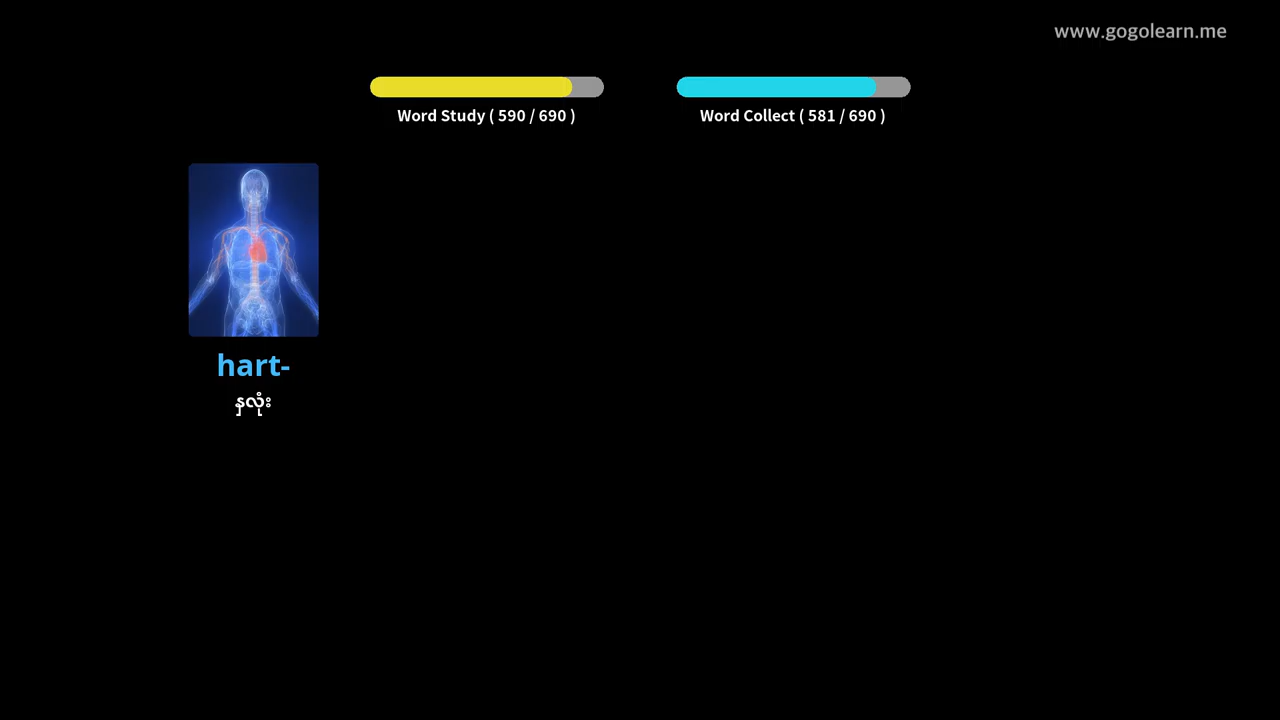 www.gogolearn.me
Word Study ( 590 / 690 )
Word Collect ( 581 / 690 )
hart-
နှလုံး